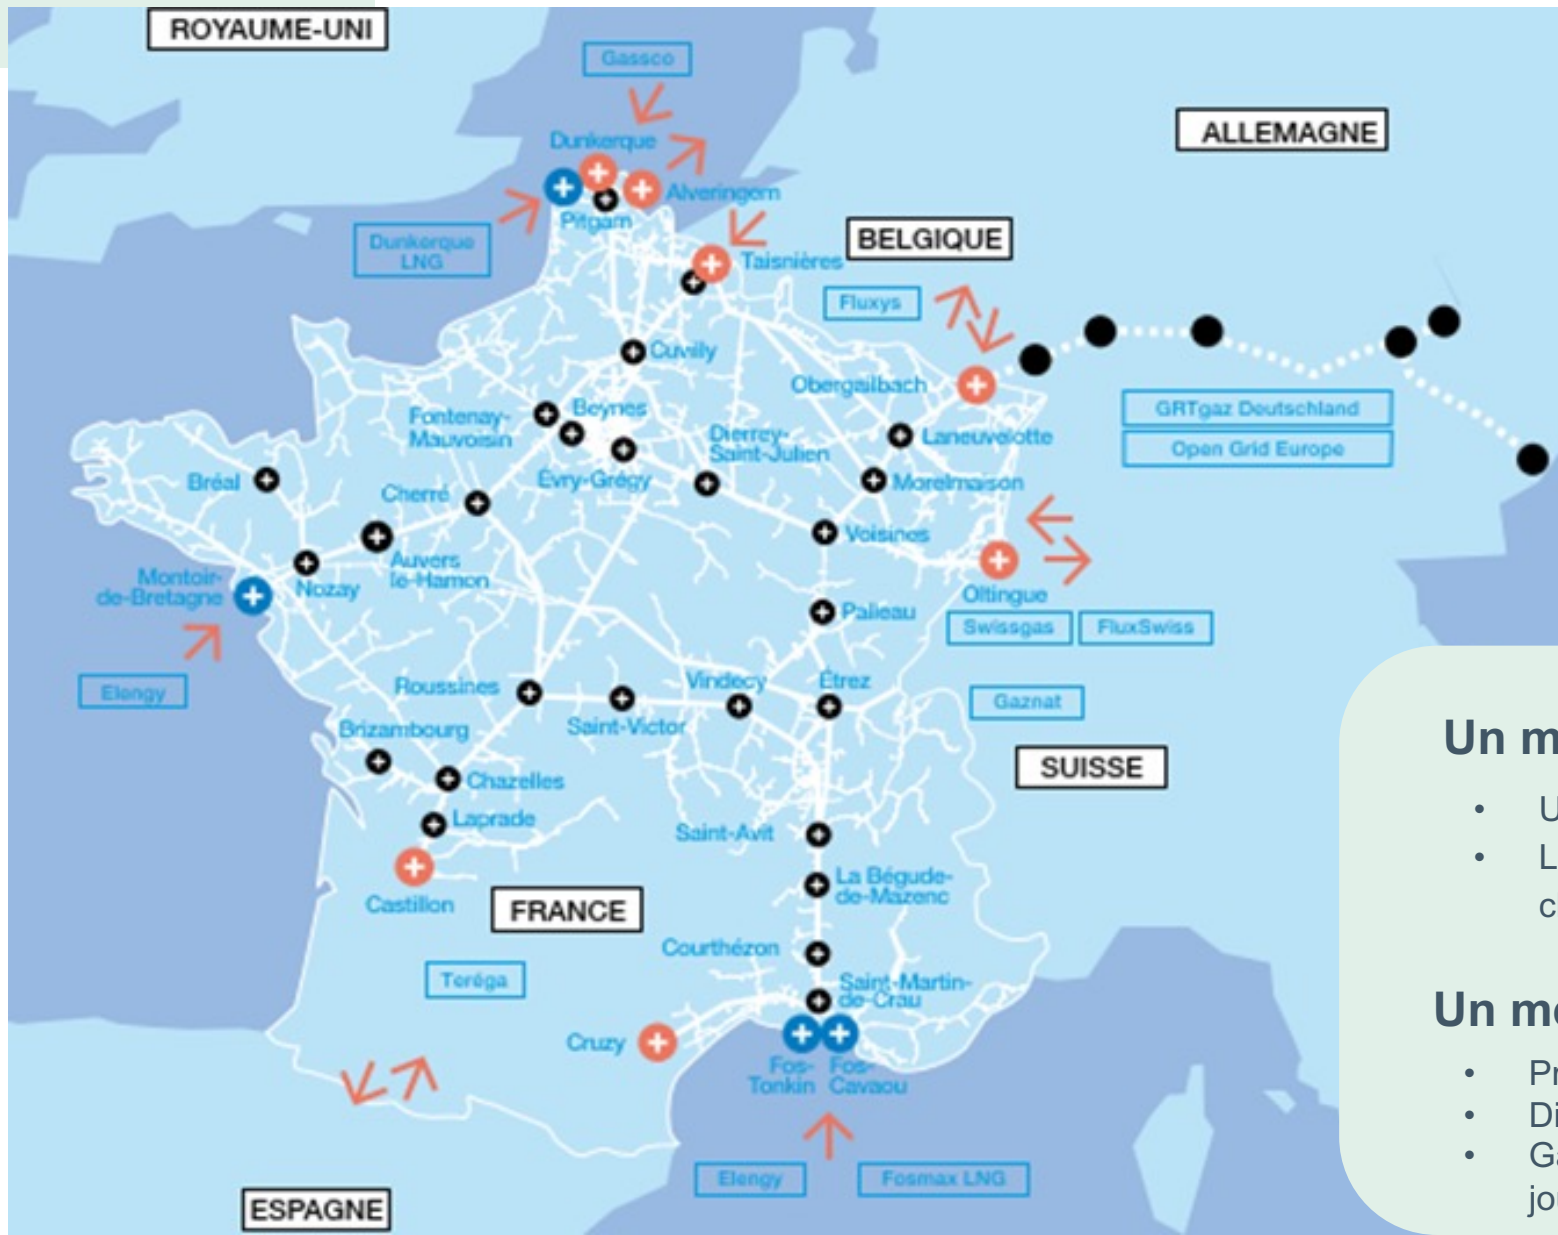 ROYAUME-UNI
Gassco
ALLEMAGNE
Dunkerque
Alveringem
Pitgam
Dunkerque
LNG
BELGIQUE
Taisnières
Fluxys
Cuvilly
Obergailbach
GRTgaz Deutschland
Open Grid Europe
Fontenay-
Mauvoisin
Beynes
Dierrey-
Saint-Julien
Laneuvelotte
Évry-Grégy
Morelmaison
Bréal
Cherré
Voisines
Auvers
le-Hamon
Nozay
Montoir-
de-Bretagne
Oltingue
Palleau
Swissgas
FluxSwiss
Elengy
Roussines
Vindecy
Étrez
Gaznat
Saint-Victor
Brizambourg
SUISSE
Chazelles
Laprade
Saint-Avit
La Bégude-
de-Mazenc
Castillon
FRANCE
Courthézon
Teréga
Saint-Martin-
de-Crau
Cruzy
Fos-
Tonkin
Fos-
Cavaou
Elengy
Fosmax LNG
ESPAGNE
Un m
• U
• L
c
Un m
• Pr
• Di
• Ga
jou